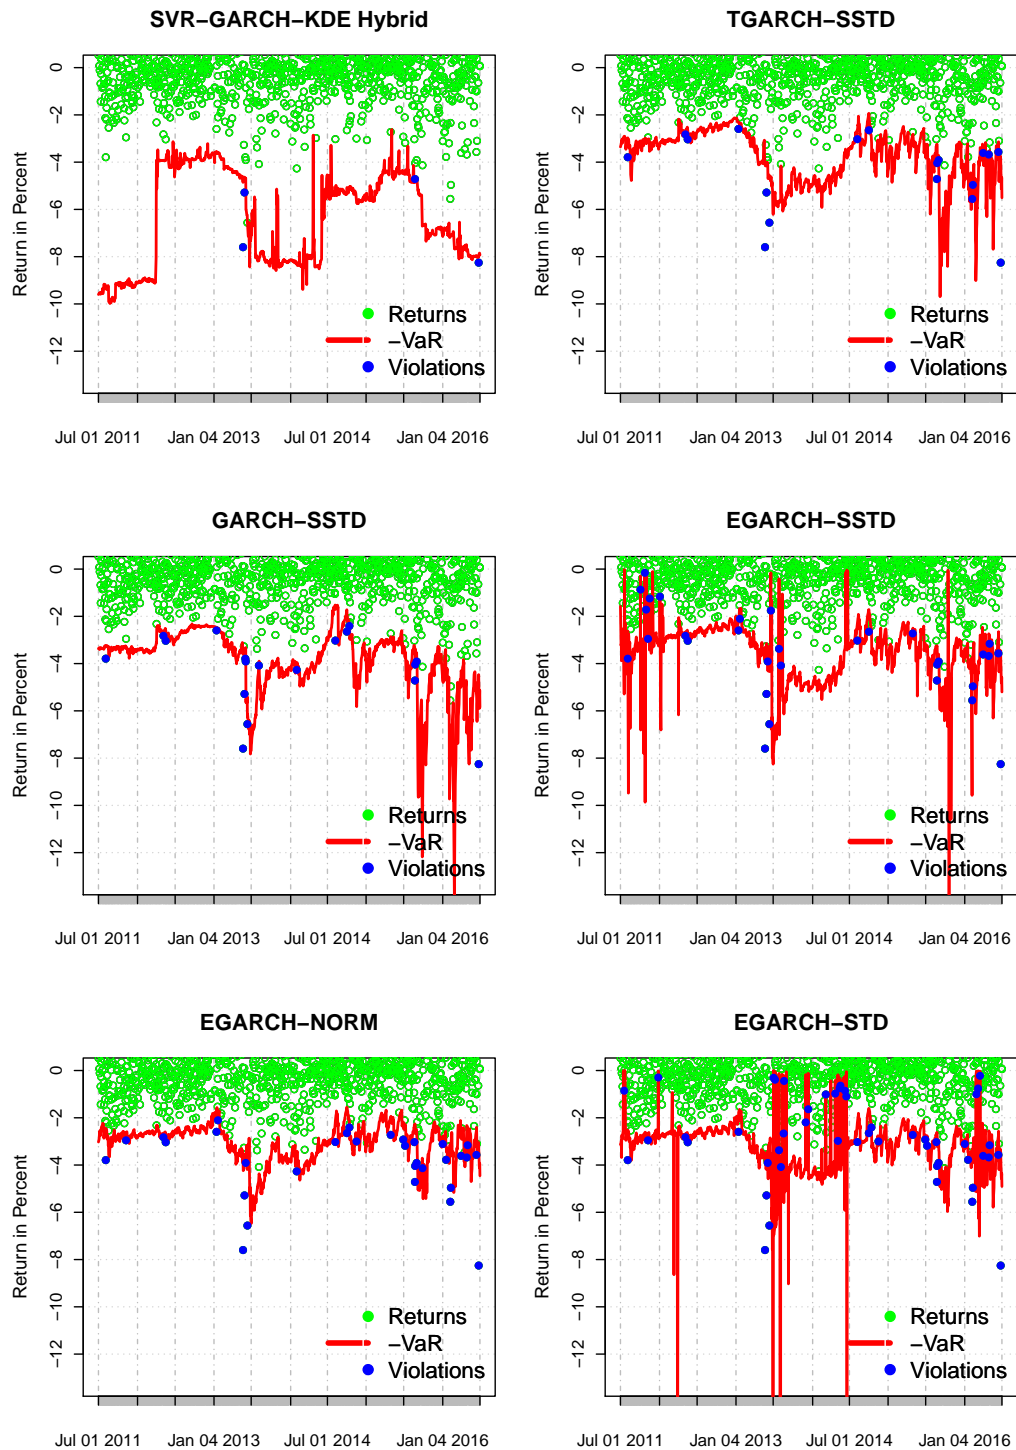 SVR−GARCH−KDE Hybrid
Return in Percent
0
−2
−4
−6
−8
−10
−12
Returns
−VaR
Violations
Jul 01 2011
Jan 04 2013
Jul 01 2014
Jan 04 2016
TGARCH−SSTD
Return in Percent
0
−2
−4
−6
−8
−10
−12
Returns
−VaR
Violations
Jul 01 2011
Jan 04 2013
Jul 01 2014
Jan 04 2016
GARCH−SSTD
Return in Percent
0
−2
−4
−6
−8
−10
−12
Returns
−VaR
Violations
Jul 01 2011
Jan 04 2013
Jul 01 2014
Jan 04 2016
EGARCH−SSTD
Return in Percent
0
−2
−4
−6
−8
−10
−12
Returns
−VaR
Violations
Jul 01 2011
Jan 04 2013
Jul 01 2014
Jan 04 2016
EGARCH−NORM
Return in Percent
0
−2
−4
−6
−8
−10
−12
Returns
−VaR
Violations
Jul 01 2011
Jan 04 2013
Jul 01 2014
Jan 04 2016
EGARCH−STD
Return in Percent
0
−2
−4
−6
−8
−10
−12
Returns
−VaR
Violations
Jul 01 2011
Jan 04 2013
Jul 01 2014
Jan 04 2016